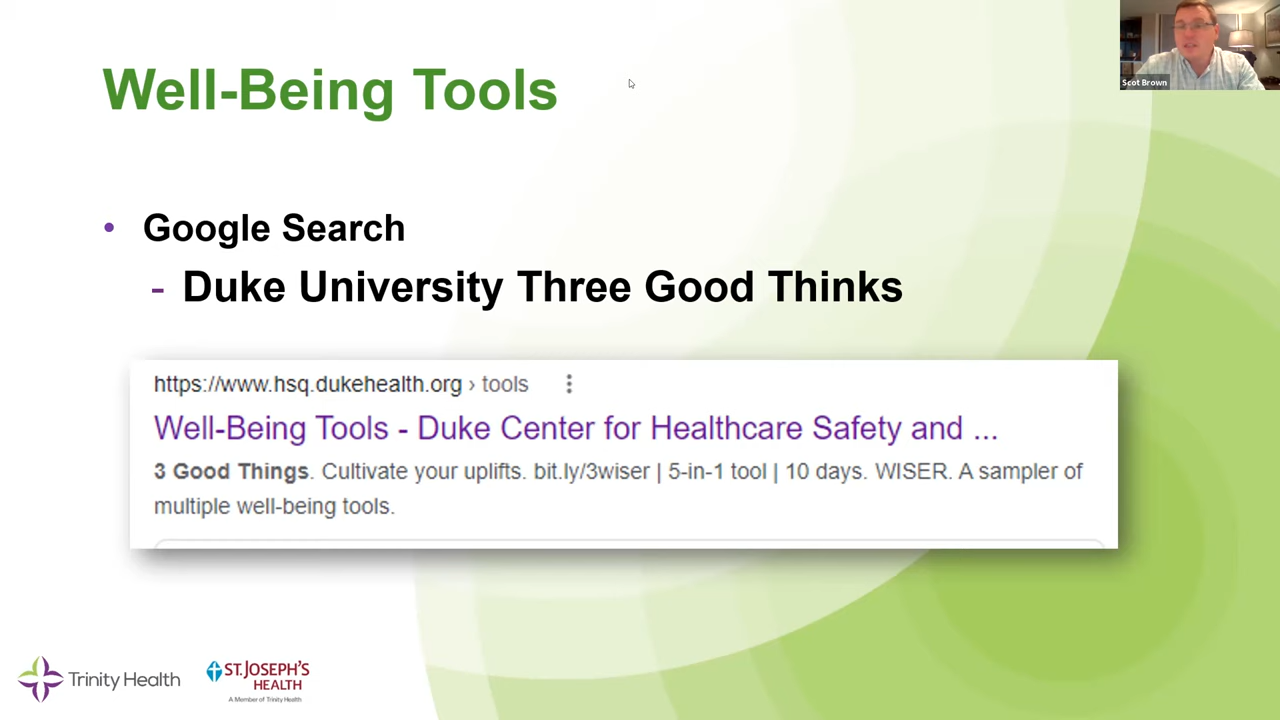 Well-Being Tools
Scot Brown
• Google Search
- Duke University Three Good Thinks
https://www.hsq.dukehealth.org › tools
Well-Being Tools - Duke Center for Healthcare Safety and ...
3 Good Things. Cultivate your uplifts. bit.ly/3wiser | 5-in-1 tool | 10 days. WISER. A sampler of
multiple well-being tools.
Trinity Health
ST. JOSEPH'S
HEALTH
A Member of Trinity Health